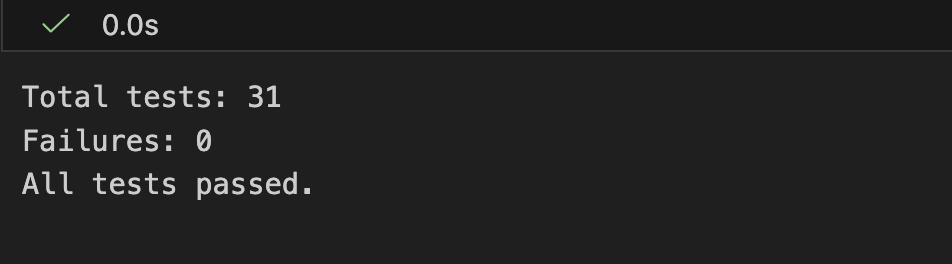 0.0s
Total tests: 31
Failures: 0
All tests passed.